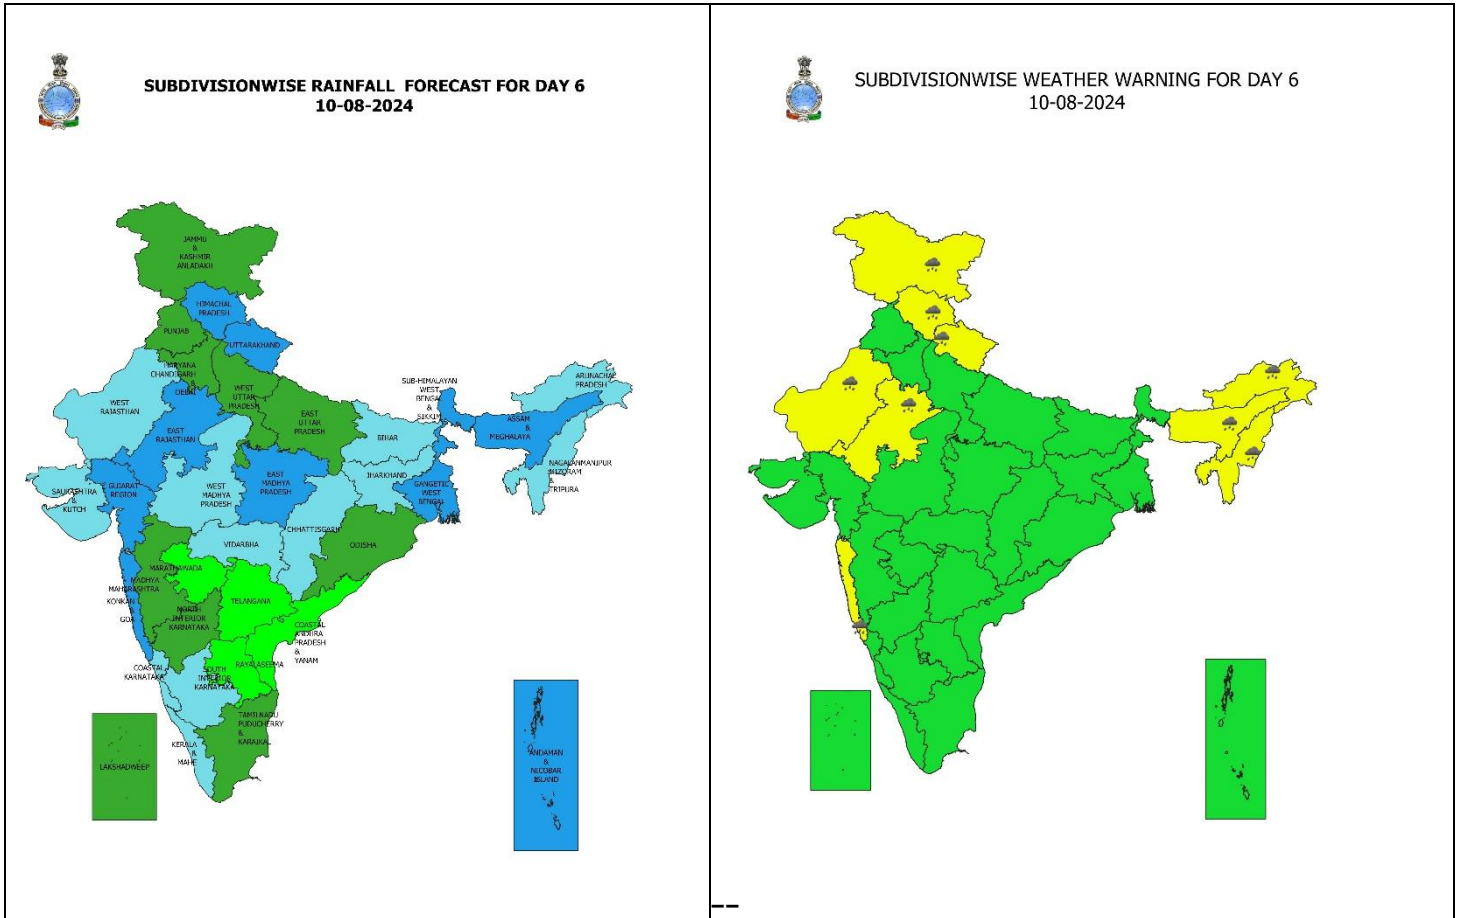 SUBDIVISIONWISE RAINFALL FORECAST FOR DAY 6
10-08-2024
JAMMU
&
KASHMIR
ANLADAKH
HIMACHAL
PRADESH
PUNJAB
UTTARAKHAND
HARYANA
CHANDIGARH
&
DELHI
WEST
UTTAR
PRADESH
EAST
UTTAR
PRADESH
WEST
RAJASTHAN
EAST
RAJASTHAN
SUB-HIMALAYAN
WEST
BENGAL
&
SIKKIM
ARUNACHAL
PRADESH
ASSAM
&
MEGHALAYA
NAGALANMANIPUR
MIZORAM
&
TRIPURA
BIHAR
JHARKHAND
GANGETIC
WEST
BENGAL
SAURASHTRA
&
KUTCH
GUJARAT
REGION
WEST
MADHYA
PRADESH
EAST
MADHYA
PRADESH
CHHATTISGARH
VIDARBHA
ODISHA
MARATHAWADA
MADHYA
MAHARASHTRA
KONKAN
&
GOA
NORTH
INTERIOR
KARNATAKA
TELANGANA
COASTAL
ANDHRA
PRADESH
&
YANAM
RAYALASEEMA
COASTAL
KARNATAKA
SOUTH
INTERIOR
KARNATAKA
TAMILNADU
PUDUCHERRY
&
KARAIKAL
KERALA
&
MAHE
LAKSHADWEEP
ANDAMAN
&
NICOBAR
ISLAND
SUBDIVISIONWISE WEATHER WARNING FOR DAY 6
10-08-2024
--